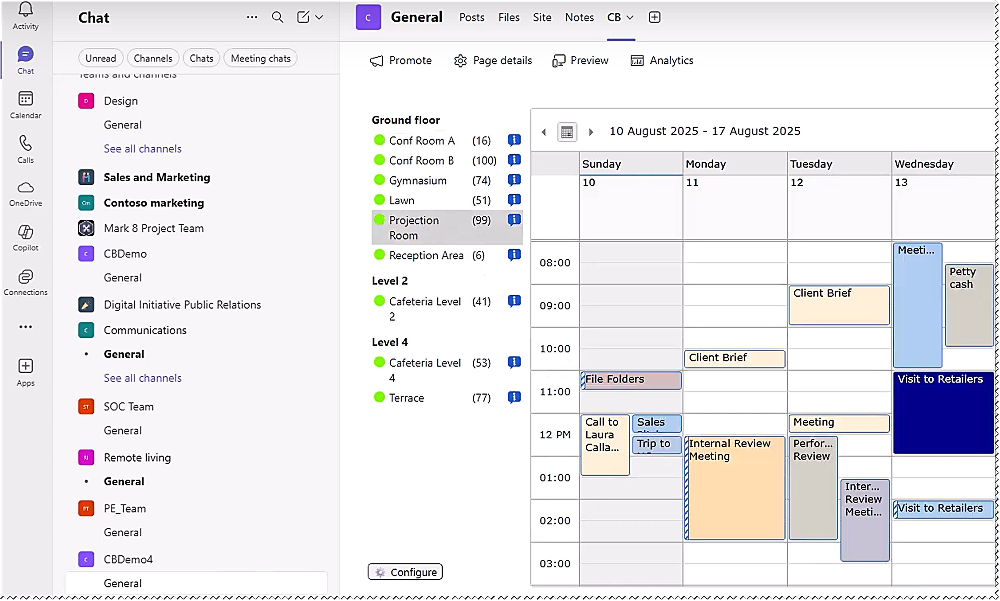 Activity
Chat
Calendar
Calls
OneDrive
Copilot
Connections
Apps
Chat
Unread
Channels
Chats
Meeting chats
Teams and channels
D
Design
General
See all channels
Sales and Marketing
Cm
Contoso marketing
Mark 8 Project Team
C
CBDemo
General
Digital Initiative Public Relations
C
Communications
• General
See all channels
ST
SOC Team
General
Rl
Remote living
• General
PT
PE_Team
General
C
CBDemo4
General
C
General
Posts
Files
Site
Notes
CB
Promote
Page details
Preview
Analytics
Ground floor
Conf Room A (16)
Conf Room B (100)
Gymnasium (74)
Lawn (51)
Projection (99)
Room
Reception Area (6)
Level 2
Cafeteria Level (41)
2
Level 4
Cafeteria Level (53)
4
Terrace (77)
Configure
10 August 2025 - 17 August 2025
Sunday
Monday
Tuesday
Wednesday
10
11
12
13
08:00
09:00
10:00
11:00
12 PM
01:00
02:00
03:00
File Folders
Call to
Laura
Calla...
Sales
Trip to
Client Brief
Internal Review
Meeting
Client Brief
Meeting
Perfor...
Review
Inter...
Review
Meeti...
Meeti...
Petty
cash
Visit to Retailers
Visit to Retailers